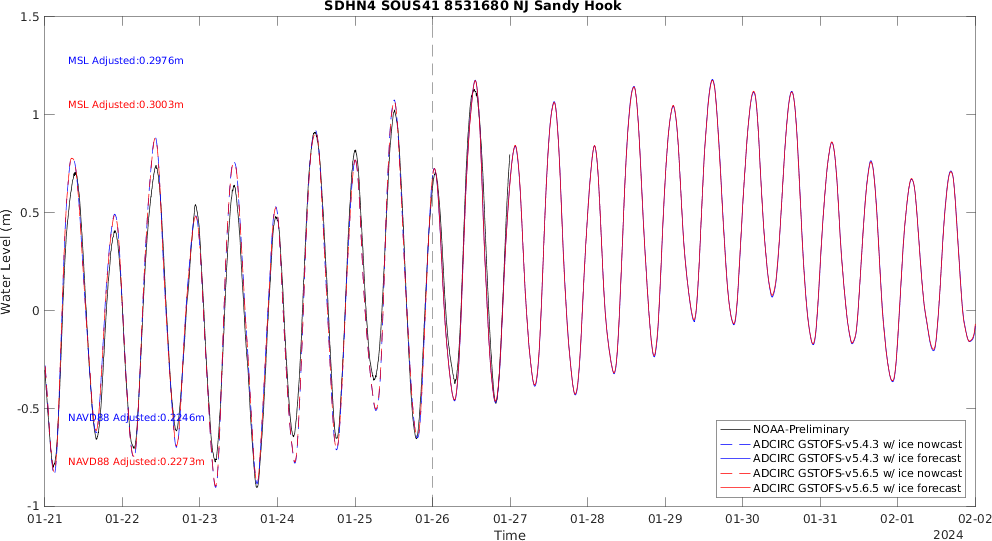 SDHN4 SOUS41 8531680 NJ Sandy Hook
1.5
1
0.5
0
-0.5
-1
Water Level (m)
MSL Adjusted:0.2976m
MSL Adjusted:0.3003m
NAVD88 Adjusted:0.2246m
NAVD88 Adjusted:0.2273m
NOAA-Preliminary
ADCIRC GSTOFS-v5.4.3 w/ ice nowcast
ADCIRC GSTOFS-v5.4.3 w/ ice forecast
ADCIRC GSTOFS-v5.6.5 w/ ice nowcast
ADCIRC GSTOFS-v5.6.5 w/ ice forecast
01-21 01-22 01-23 01-24 01-25 01-26 01-27 01-28 01-29 01-30 01-31 02-01 02-02
Time
2024